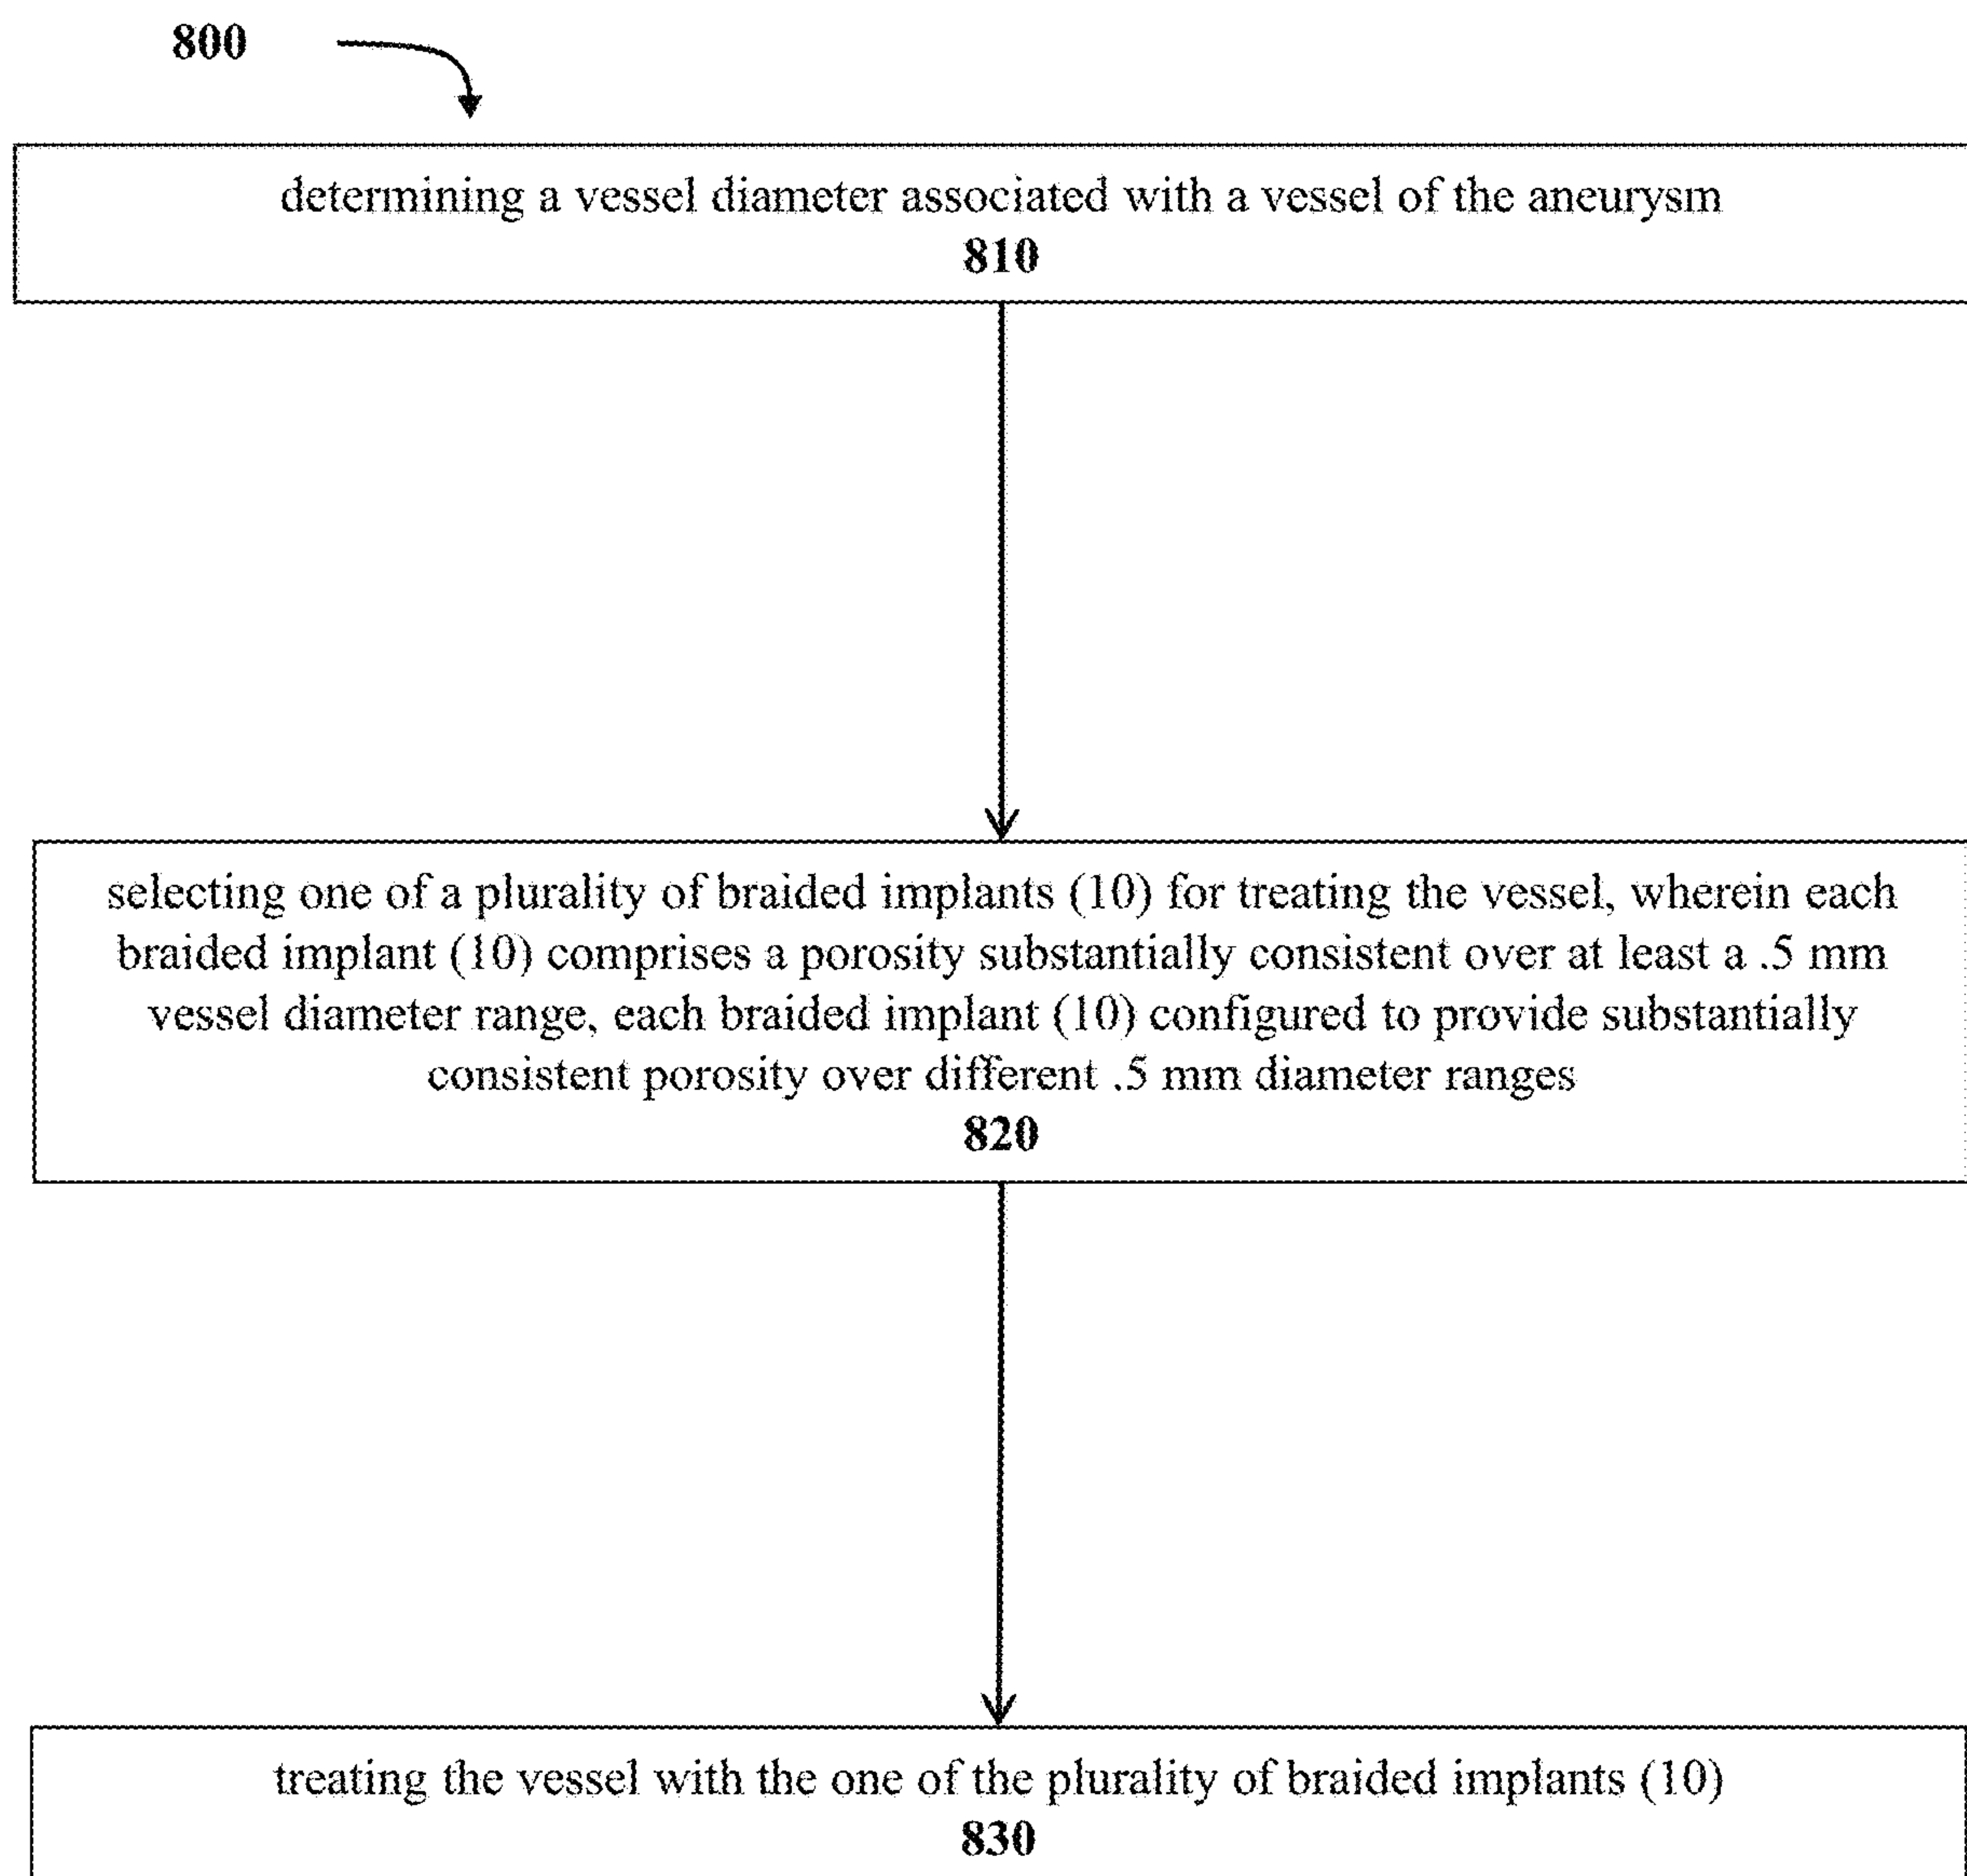 800
determining a vessel diameter associated with a vessel of the aneurysm
810
selecting one of a plurality of braided implants (10) for treating the vessel, wherein each
braided implant (10) comprises a porosity substantially consistent over at least a .5 mm
vessel diameter range, each braided implant (10) configured to provide substantially
consistent porosity over different .5 mm diameter ranges
820
treating the vessel with the one of the plurality of braided implants (10)
830